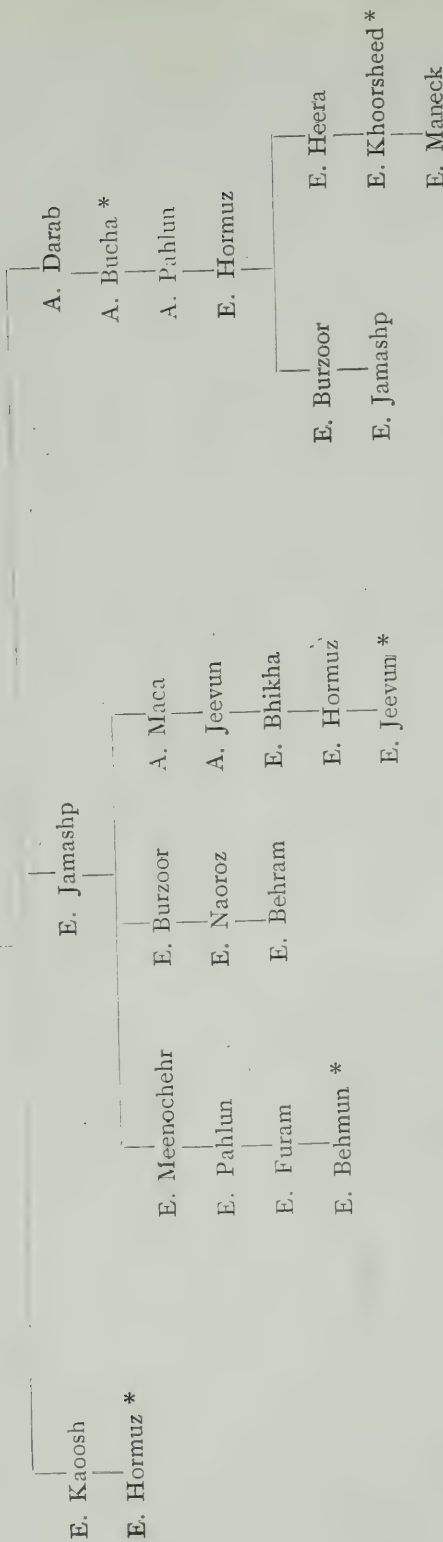 E. Kaoosh
E. Hormuz *
E. Jamashp
E. Meenochehr
E. Pahlun
E. Furam
E. Behmun *
E. Burzoor
E. Naoroz
E. Behram
A. Maca
A. Jeevun
E. Bhikha
E. Hormuz
E. Jeevun *
A. Darab
A. Bucha *
A. Pahlun
E. Hormuz
E. Burzoor
E. Jamashp
E. Heera
E. Khoorsheed *
E. Maneck